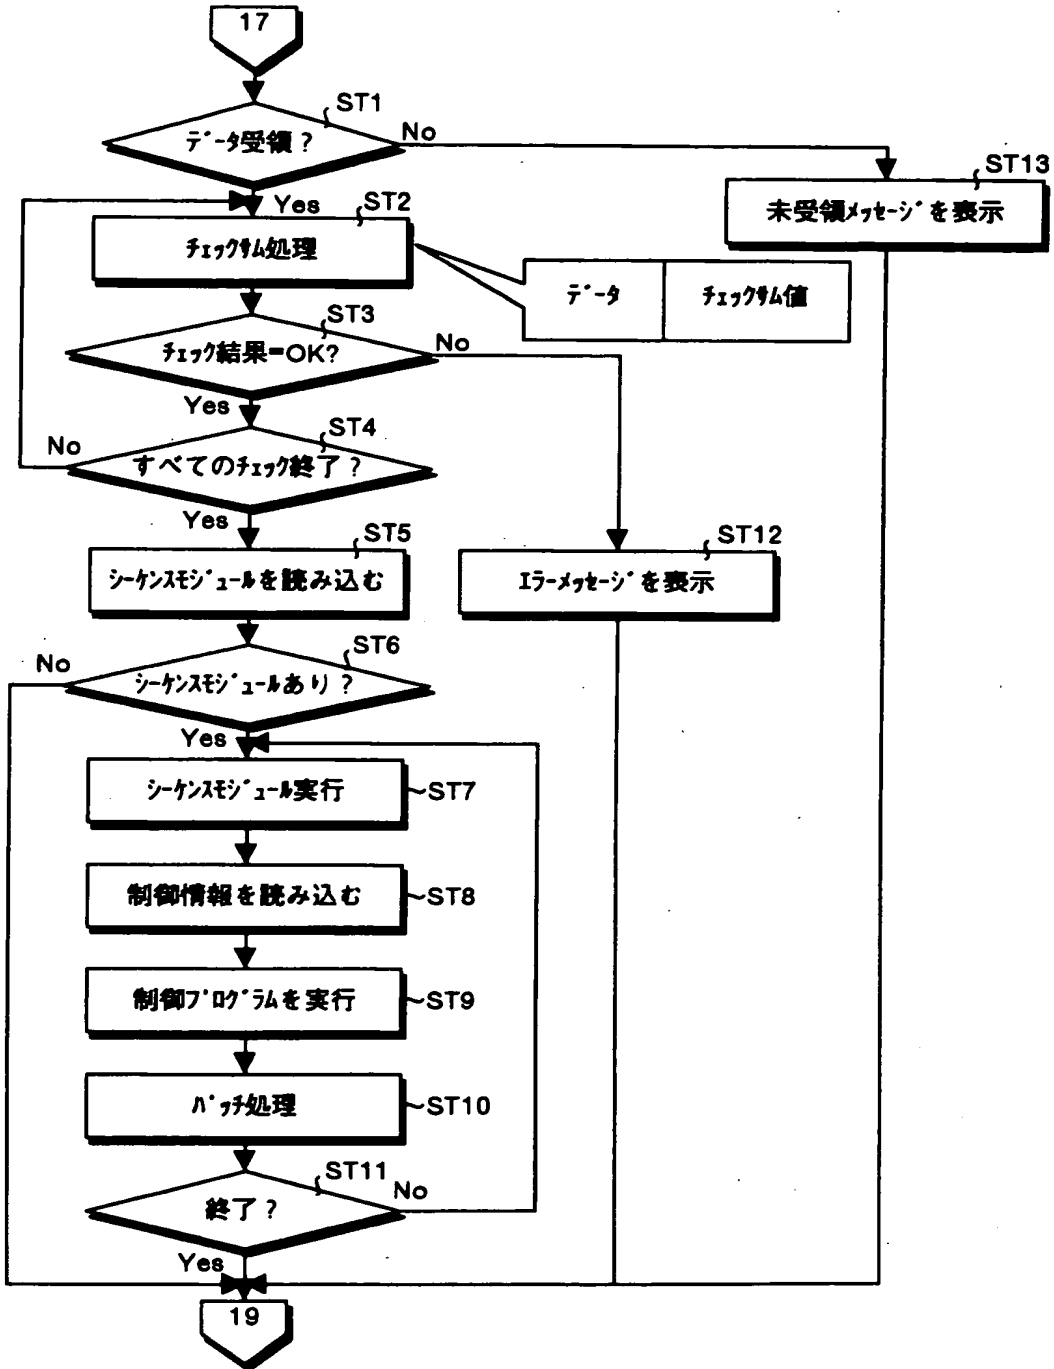 17
ST1
データ受領?
No
ST13
Yes
ST2
未受領メッセージを表示
チェックサム処理
データ
チェックサム値
ST3
チェック結果=OK?
No
Yes
ST4
No
すべてのチェック終了?
Yes
ST5
ST12
シーケンスモジュールを読み込む
エラーメッセージを表示
ST6
No
シーケンスモジュールあり?
Yes
シーケンスモジュール実行
ST7
制御情報を読み込む
ST8
制御プログラムを実行
ST9
パッチ処理
ST10
ST11
No
終了?
Yes
19